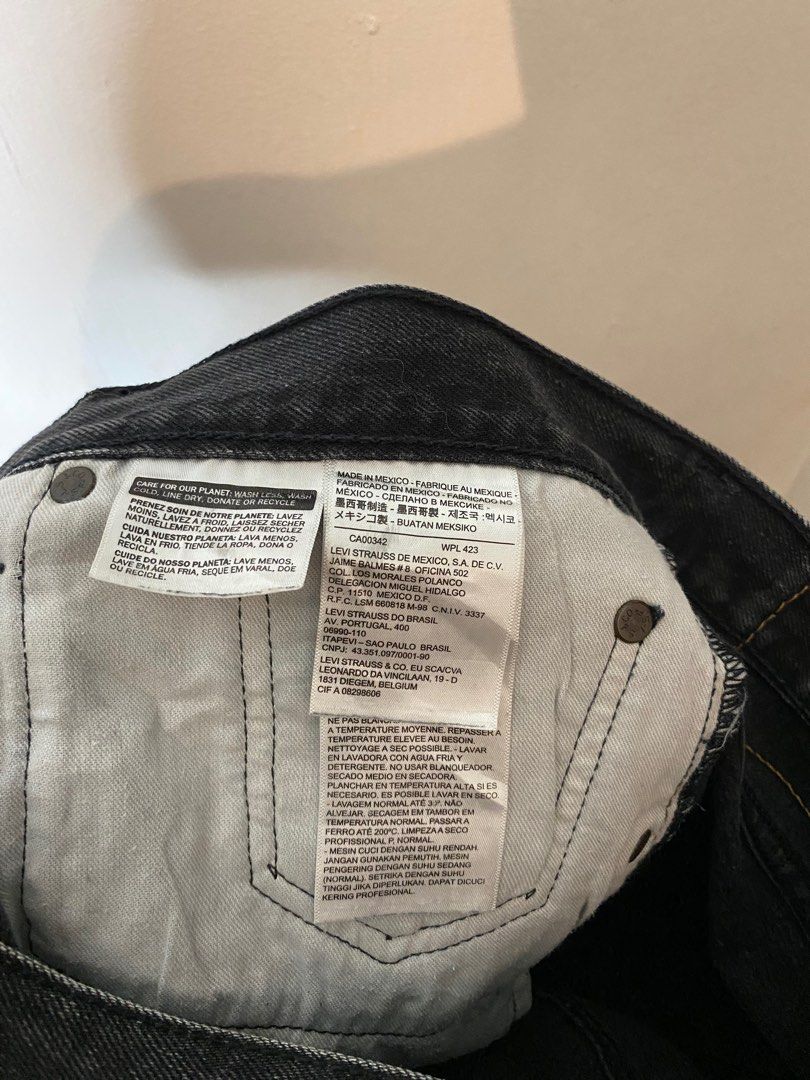 CARE FOR OUR PLANET: WASH LESS, WASH
COLD, LINE DRY, DONATE OR RECYCLE
PRENEZ SOIN DE NOTRE PLANETE: LAVEZ
MOINS, LAVEZ A FROID, LAISSEZ SECHER
NATURELLEMENT, DONNEZ OU RECYCLEZ
CUIDA NUESTRO PLANETA: LAVA MENOS,
LAVA EN FRIO, TIENDE LA ROPA, DONA O
RECICLA.
CUIDE DO NOSSO PLANETA: LAVE MENOS,
LAVE EM ÁGUA FRIA, SEQUE EM VARAL, DOE
OU RECICLE.
MADE IN MEXICO - FABRIQUE AU MEXIQUE
FABRICADO EN MEXICO - FABRICADO NO
MÉXICO - СДЕЛАНО В МЕКСИКЕ -
墨西哥制造 - 墨西哥製 - 제조국 :멕시코
メキシコ製 - BUATAN MEKSIKO
CA00342 WPL 423
LEVI STRAUSS DE MEXICO, S.A. DE C.V.
JAIME BALMES # 8 OFICINA 502
COL. LOS MORALES POLANCO
DELEGACION MIGUEL HIDALGO
C.P. 11510 MEXICO D.F.
R.F.C. LSM 660818 M-98 C.N.I.V. 3337
LEVI STRAUSS DO BRASIL
AV. PORTUGAL, 400
06990-110
ITAPEVI – SAO PAULO BRASIL
CNPJ: 43.351.097/0001-90
LEVI STRAUSS & CO. EU SCA/CVA
LEONARDO DA VINCILAAN, 19 - D
1831 DIEGEM, BELGIUM
CIF A 08298606
NE PAS
A TEMPERATURE MOYENNE. REPASSER A
TEMPERATURE ELEVEE AU BESOIN.
NETTOYAGE A SEC POSSIBLE. - LAVAR
EN LAVADORA CON AGUA FRIA Y
DETERGENTE. NO USAR BLANQUEADOR.
SECADO MEDIO EN SECADORA.
PLANCHAR EN TEMPERATURA ALTA SI ES
NECESARIO. ES POSIBLE LAVAR EN SECO.
- LAVAGEM NORMAL ATÉ NÃO
ALVEJAR. SECAGEM EM TAMBOR EM
TEMPERATURA NORMAL. PASSAR A
FERRO ATÉ 200ºC. LIMPEZA A SECO
PROFISSIONAL P, NORMAL.
- MESIN CUCI DENGAN SUHU RENDAH.
JANGAN GUNAKAN PEMUTIH. MESIN
PENGERING DENGAN SUHU SEDANG
(NORMAL). SETRIKA DENGAN SUHU
TINGGI JIKA DIPERLUKAN. DAPAT DICUCI
KERING PROFESIONAL.